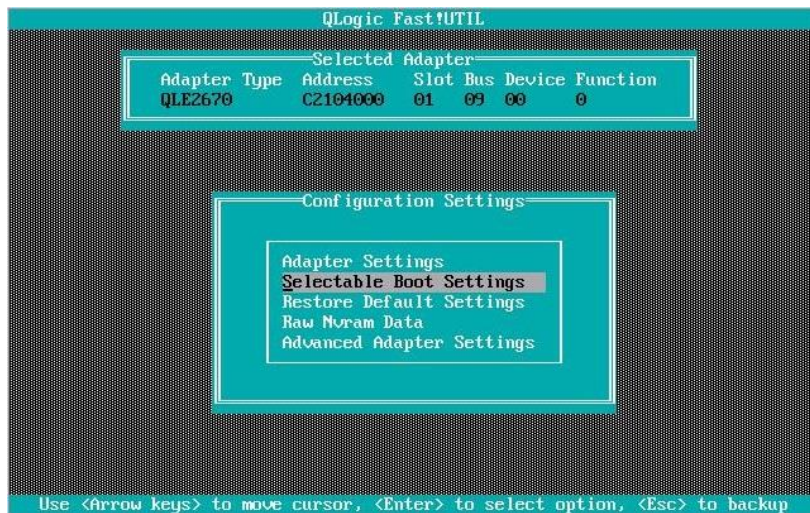 QLogic Fast!UTIL
Selected Adapter
Adapter Type Address Slot Bus Device Function
QLE2670 C2104000 01 09 00 0
Configuration Settings
Adapter Settings
Selectable Boot Settings
Restore Default Settings
Raw Nvram Data
Advanced Adapter Settings
Use <Arrow keys> to move cursor, <Enter> to select option, <Esc> to backup